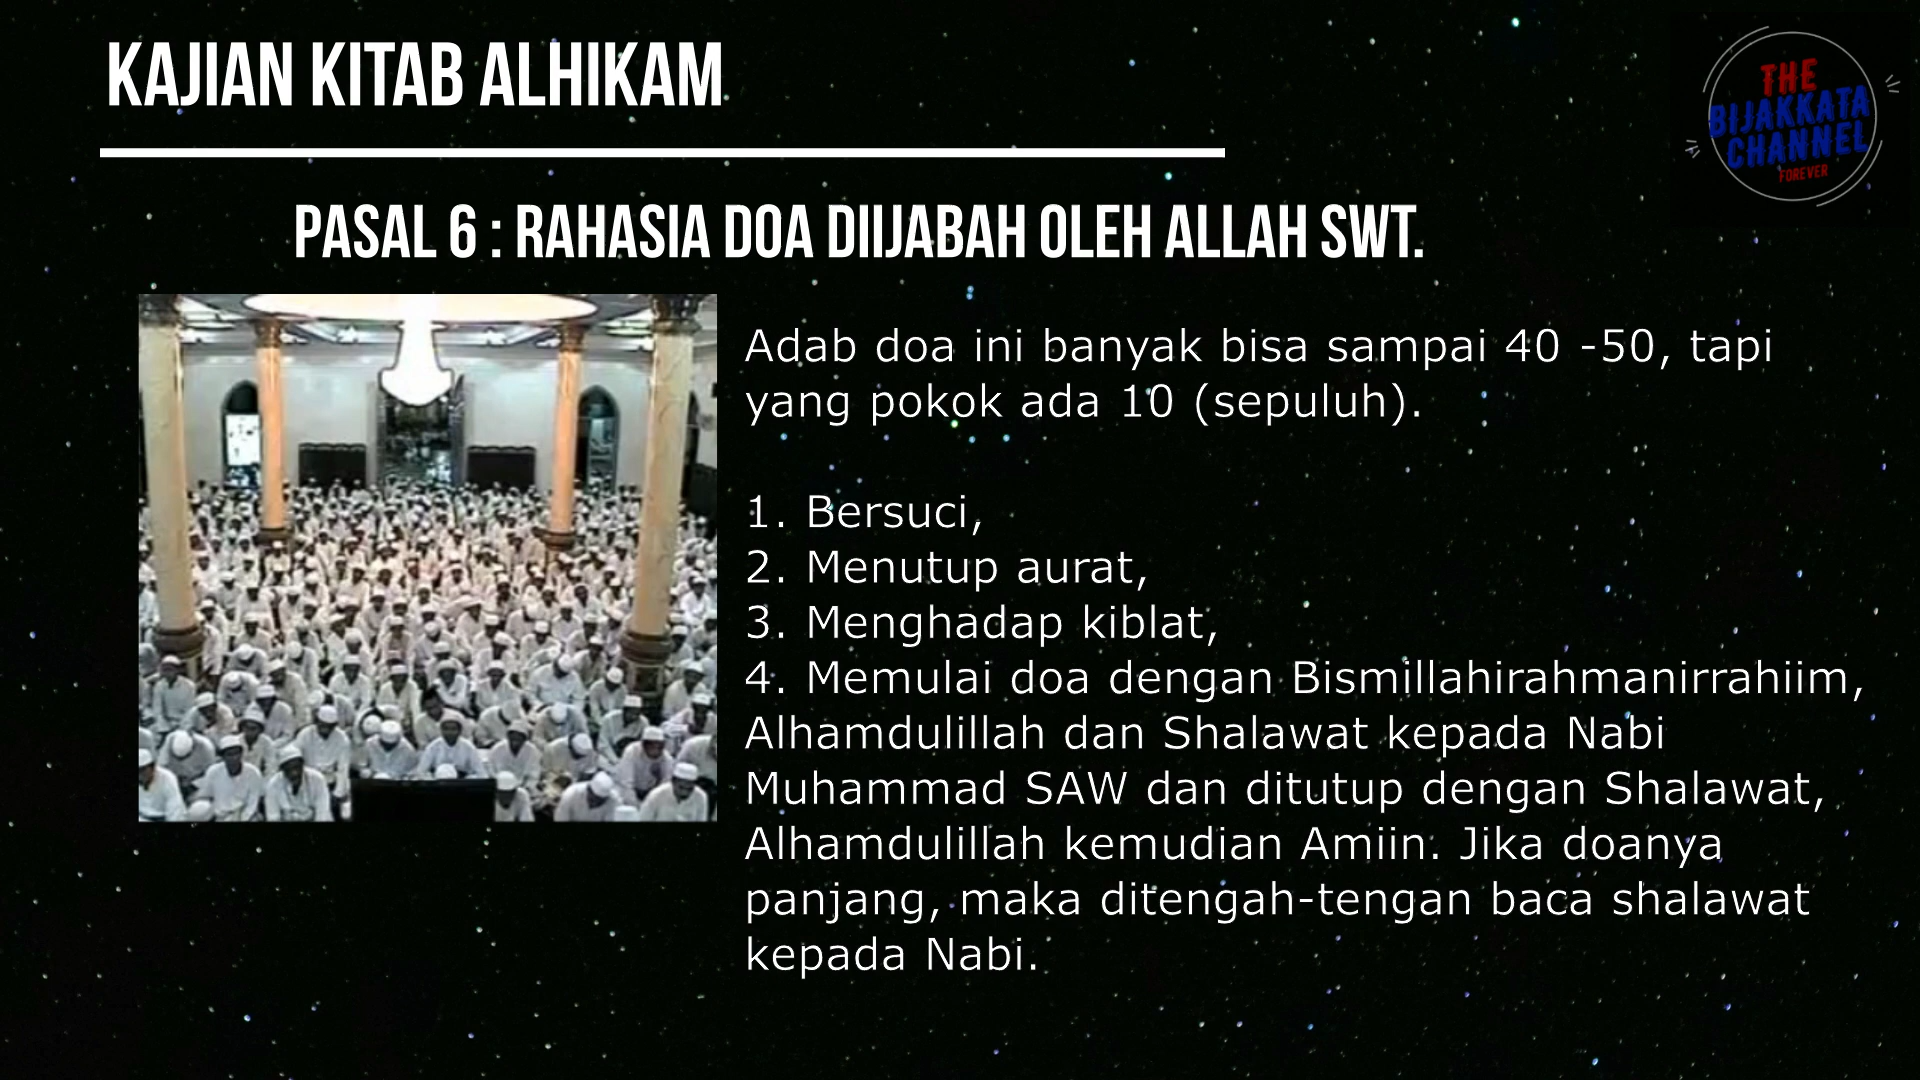 KAJIAN KITAB ALHIKAM
THE
BIJAKKATA
CHANNEL
FOREVER
PASAL 6 : RAHASIA DOA DIIJABAH OLEH ALLAH SWT.
Adab doa ini banyak bisa sampai 40 -50, tapi
yang pokok ada 10 (sepuluh).
1. Bersuci,
2. Menutup aurat,
3. Menghadap kiblat,
4. Memulai doa dengan Bismillahirahmanirrahiim,
Alhamdulillah dan Shalawat kepada Nabi
Muhammad SAW dan ditutup dengan Shalawat,
Alhamdulillah kemudian Amiin. Jika doanya
panjang, maka ditengah-tengan baca shalawat
kepada Nabi.